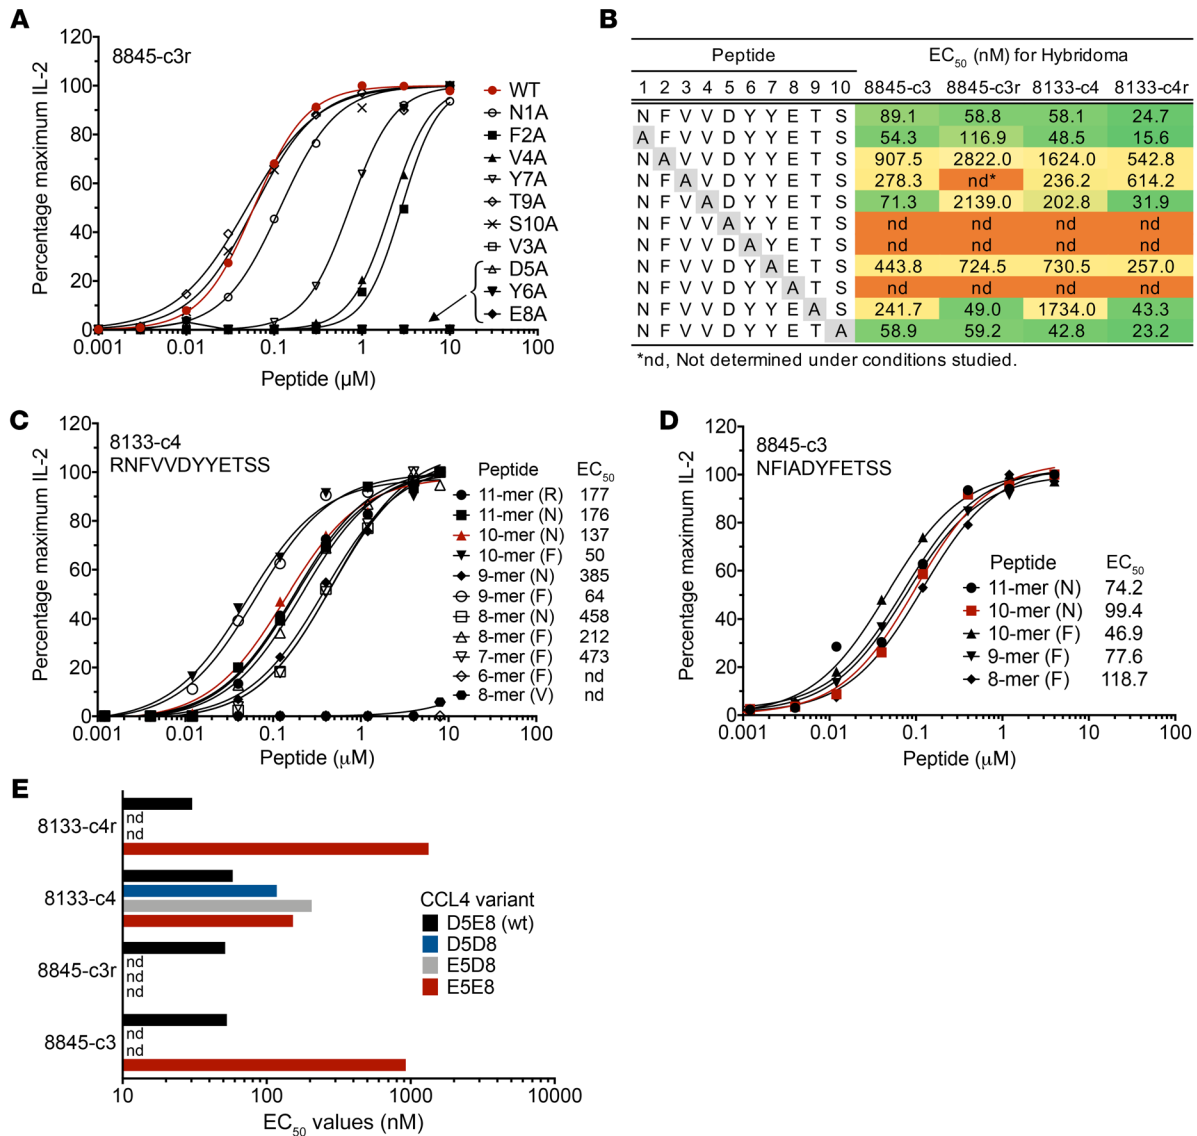 A
8845-c3r
Percentage maximum IL-2
120
100
80
60
40
20
0
0.001
0.01
0.1
1
10
100
Peptide (µM)
WT
N1A
F2A
V4A
Y7A
T9A
S10A
V3A
D5A
Y6A
E8A
B
Peptide EC50 (nM) for Hybridoma
1 2 3 4 5 6 7 8 9 10 8845-c3 8845-c3r 8133-c4 8133-c4r
N F V V D Y Y E T S 89.1 58.8 58.1 24.7
A F V V D Y Y E T S 54.3 116.9 48.5 15.6
N A V V D Y Y E T S 907.5 2822.0 1624.0 542.8
N F A V D Y Y E T S 278.3 nd* 236.2 614.2
N F V A D Y Y E T S 71.3 2139.0 202.8 31.9
N F V V A Y Y E T S nd nd nd nd
N F V V D A Y E T S nd nd nd nd
N F V V D Y A E T S 443.8 724.5 730.5 257.0
N F V V D Y Y A T S nd nd nd nd
N F V V D Y Y E A S 241.7 49.0 1734.0 43.3
N F V V D Y Y E T A 58.9 59.2 42.8 23.2
*nd, Not determined under conditions studied.
C
8133-c4
RNFVVDYYETSS
Percentage maximum IL-2
120
100
80
60
40
20
0
0.001
0.01
0.1
1
10
100
Peptide (µM)
Peptide EC50
11-mer (R) 177
11-mer (N) 176
10-mer (N) 137
10-mer (F) 50
9-mer (N) 385
9-mer (F) 64
8-mer (N) 458
8-mer (F) 212
7-mer (F) 473
6-mer (F) nd
8-mer (V) nd
D
8845-c3
NFIADYFETSS
Percentage maximum IL-2
120
100
80
60
40
20
0
0.001
0.01
0.1
1
10
100
Peptide (µM)
Peptide EC50
11-mer (N) 74.2
10-mer (N) 99.4
10-mer (F) 46.9
9-mer (F) 77.6
8-mer (F) 118.7
E
8133-c4r
nd
nd
8133-c4
8845-c3r
nd
nd
nd
8845-c3
nd
nd
10
100
1000
10000
EC50 values (nM)
CCL4 variant
D5E8 (wt)
D5D8
E5D8
E5E8